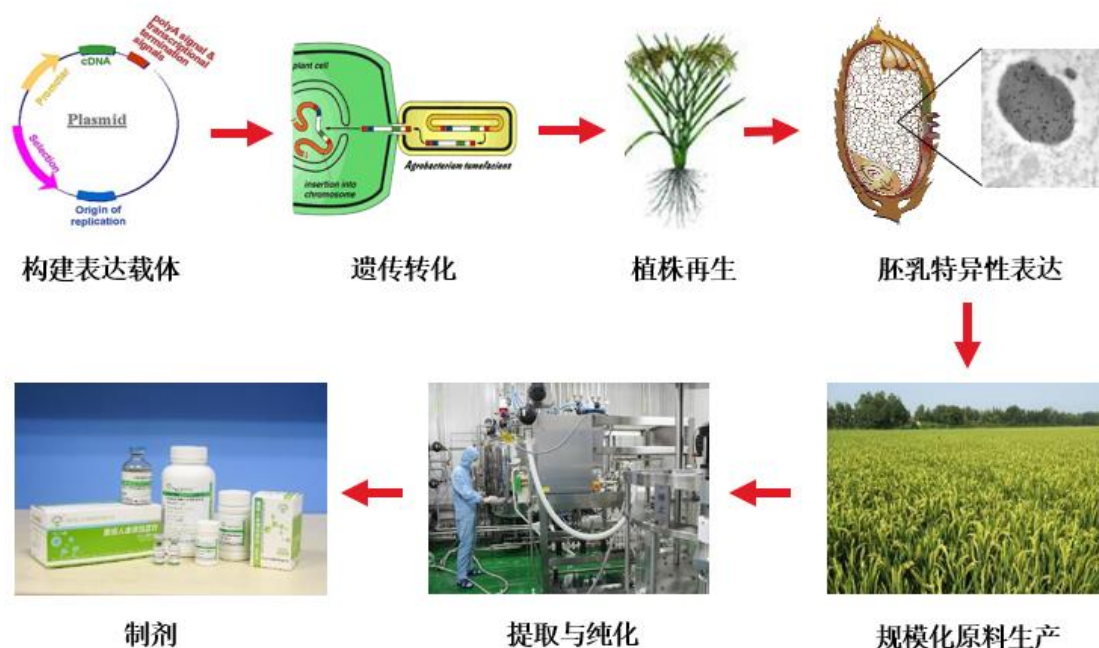 polyA signal &
transcriptional
termination
signals
cDNA
Promoter
Plasmid
Selection
Origin of
replication
plant cell
Agrobacterium tumefaciens
insertion into
chromosome
构建表达载体
遗传转化
植株再生
胚乳特异性表达
制剂
提取与纯化
规模化原料生产